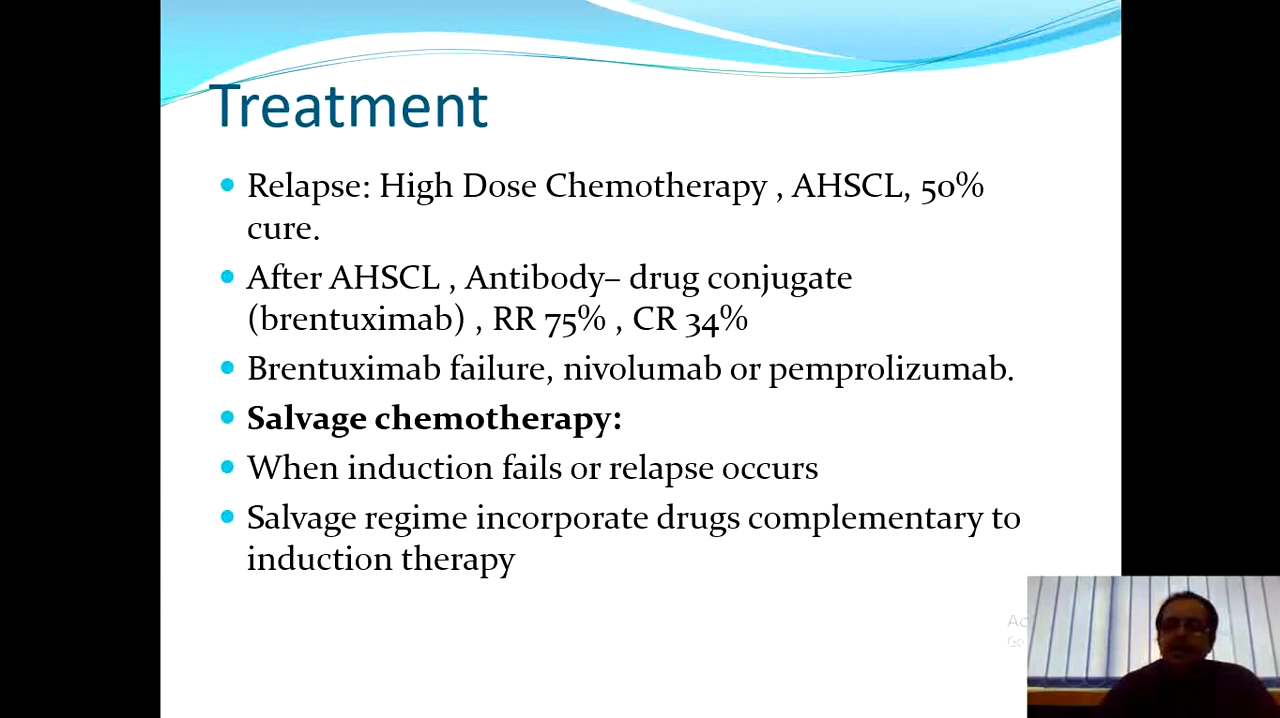 Treatment
Relapse: High Dose Chemotherapy , AHSCL, 50%
cure.
After AHSCL , Antibody– drug conjugate
(brentuximab) , RR 75% , CR 34%
Brentuximab failure, nivolumab or pemprolizumab.
Salvage chemotherapy:
When induction fails or relapse occurs
Salvage regime incorporate drugs complementary to
induction therapy
Ac
Go